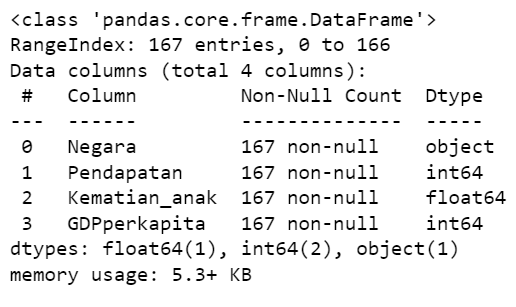 <class 'pandas.core.frame.DataFrame'>
RangeIndex: 167 entries, 0 to 166
Data columns (total 4 columns):
 #   Column         Non-Null Count  Dtype
---  ------         --------------  -----
 0   Negara         167 non-null    object
 1   Pendapatan     167 non-null    int64
 2   Kematian_anak  167 non-null    float64
 3   GDPperkapita   167 non-null    int64
dtypes: float64(1), int64(2), object(1)
memory usage: 5.3+ KB